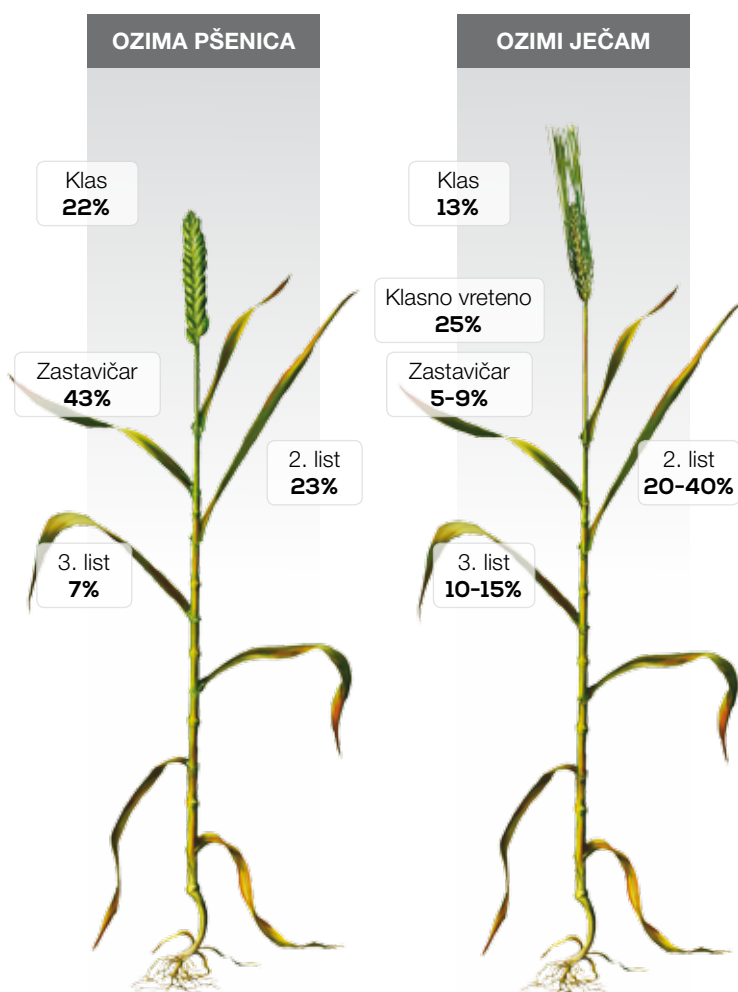 OZIMA PŠENICA
Klas
22%
Zastavičar
43%
2. list
23%
3. list
7%
OZIMI JEČAM
Klas
13%
Klasno vreteno
25%
Zastavičar
5-9%
2. list
20-40%
3. list
10-15%